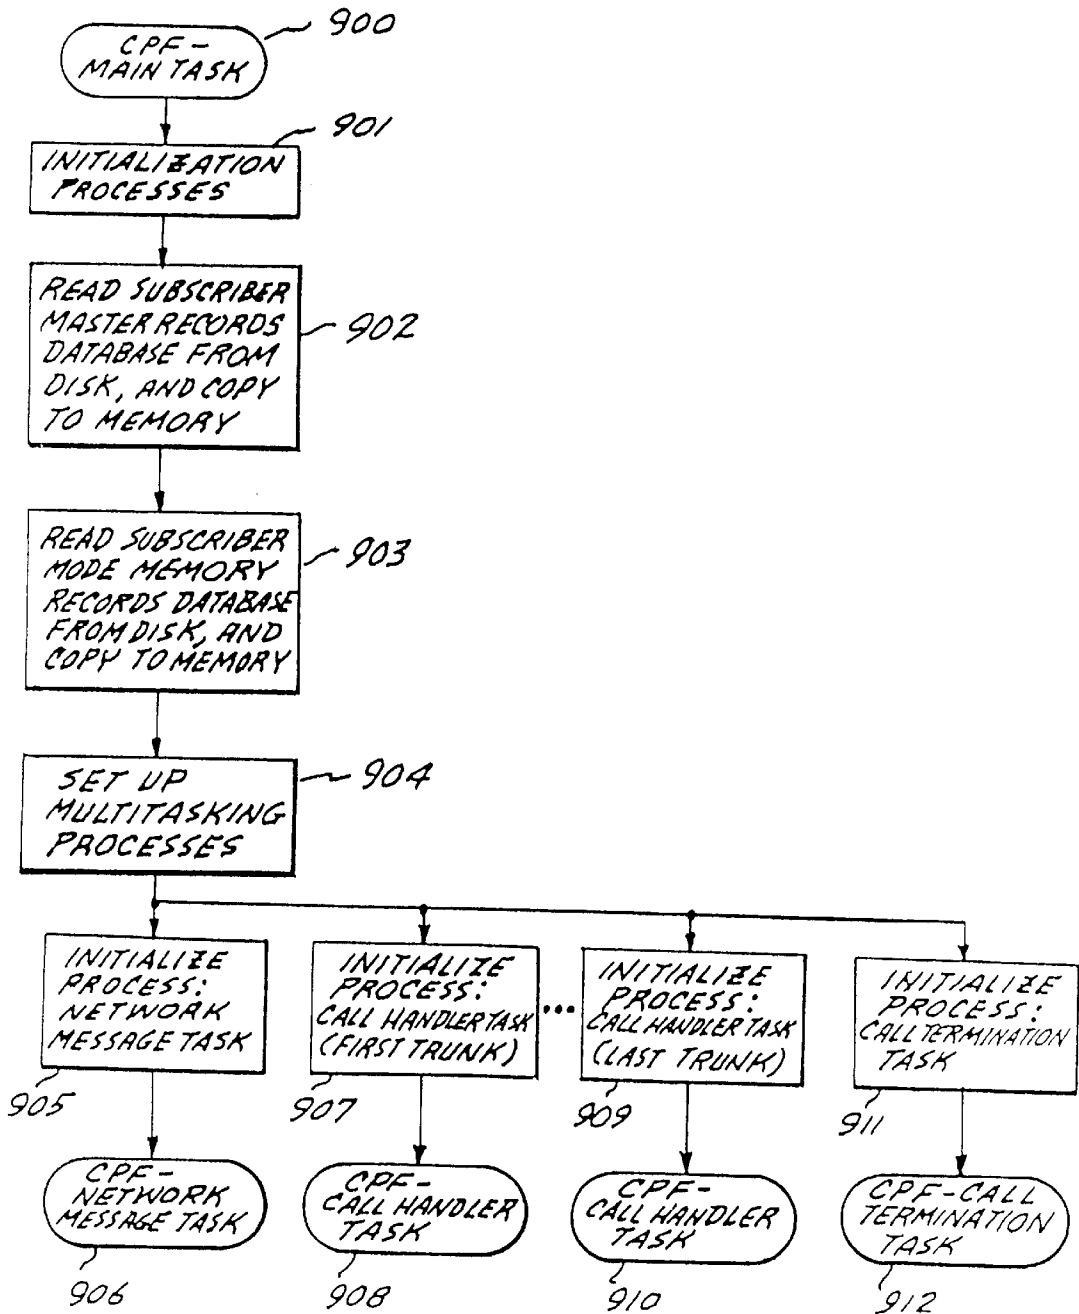 900
CPF-
MAIN TASK
901
INITIALIZATION
PROCESSES
READ SUBSCRIBER
MASTER RECORDS
DATABASE FROM
DISK, AND COPY
TO MEMORY
902
READ SUBSCRIBER
MODE MEMORY
RECORDS DATABASE
FROM DISK, AND
COPY TO MEMORY
903
SET UP
MULTITASKING
PROCESSES
904
INITIALIZE
PROCESS:
NETWORK
MESSAGE TASK
905
INITIALIZE
PROCESS:
CALL HANDLER TASK
(FIRST TRUNK)
907
...
INITIALIZE
PROCESS:
CALL HANDLER TASK
(LAST TRUNK)
909
INITIALIZE
PROCESS:
CALL TERMINATION
TASK
911
CPF-
NETWORK
MESSAGE TASK
906
CPF-
CALL HANDLER
TASK
908
CPF-
CALL HANDLER
TASK
910
CPF-CALL
TERMINATION
TASK
912